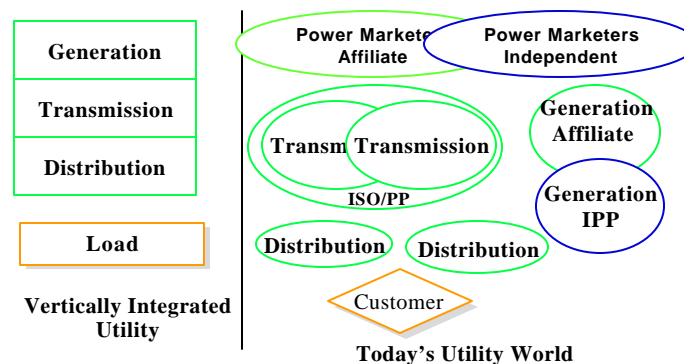 Generation
Transmission
Distribution
Load
Vertically Integrated
Utility
Power Markete
Affiliate
Power Marketers
Independent
Transm
Transmission
ISO/PP
Generation
Affiliate
Generation
IPP
Distribution
Distribution
Customer
Today's Utility World